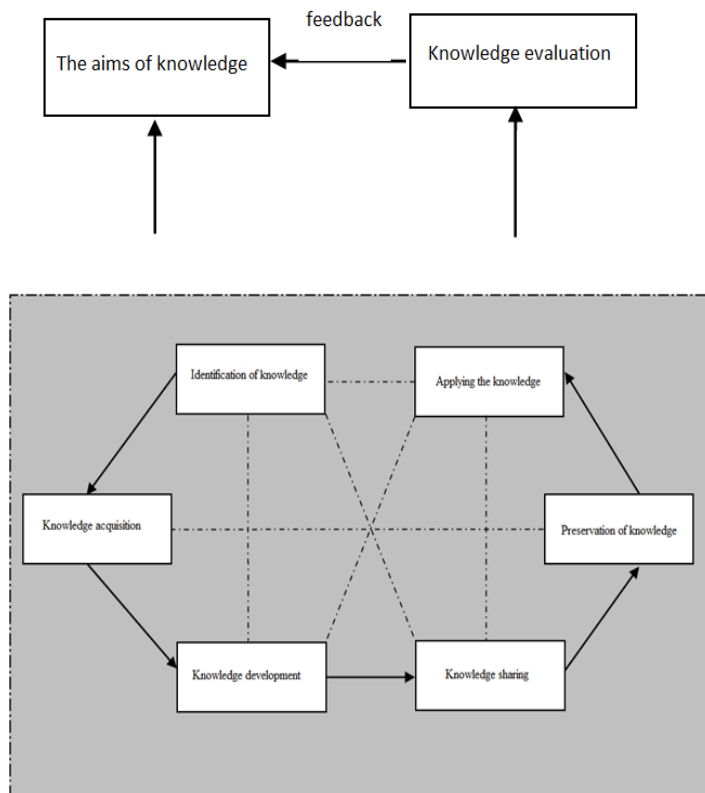 feedback
The aims of knowledge
Knowledge evaluation
Identification of knowledge
Applying the knowledge
Knowledge acquisition
Preservation of knowledge
Knowledge development
Knowledge sharing